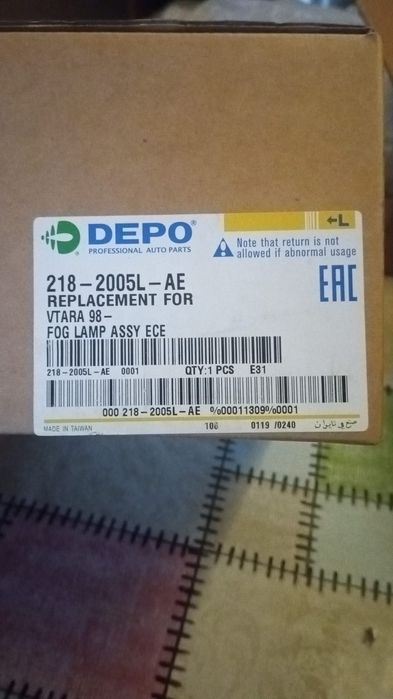 DEPO®
PROFESSIONAL AUTO PARTS
←L
Note that return is not
allowed if abnormal usage
218-2005L-AE
REPLACEMENT FOR
VTARA 98-
FOG LAMP ASSY ECE
EAC
218-2005L-AE 0001 QTY:1 PCS E31
000 218-2005L-AE %00011309%0001
MADE IN TAIWAN 106 0119 /0240 صنع في تايوان